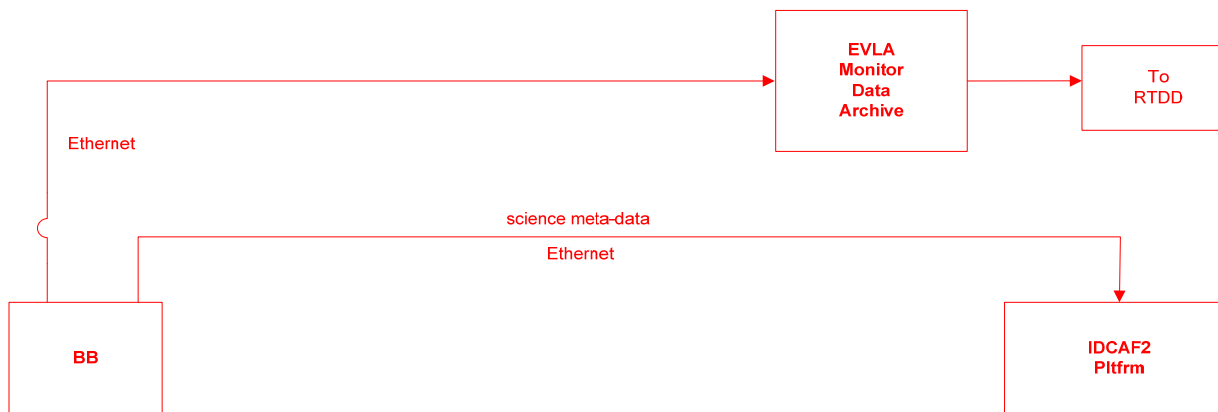 EVLA
Monitor
Data
Archive
To
RTDD
Ethernet
science meta-data
Ethernet
BB
IDCAF2
Pltfrm